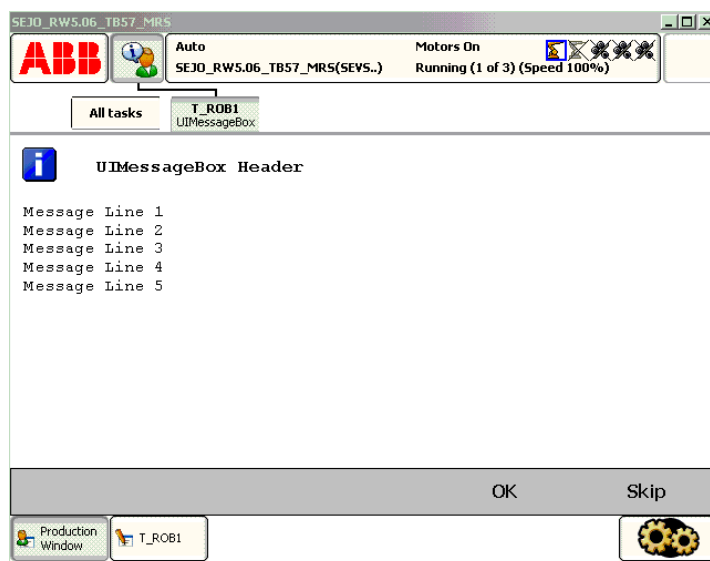 SEJO_RW5.06_TB57_MRS
ABB
Auto
SEJO_RW5.06_TB57_MRS(SEVS..)
Motors On
Running (1 of 3) (Speed 100%)
All tasks
T_ROB1
UIMessageBox
UIMessageBox Header
Message Line 1
Message Line 2
Message Line 3
Message Line 4
Message Line 5
OK
Skip
Production
Window
T_ROB1